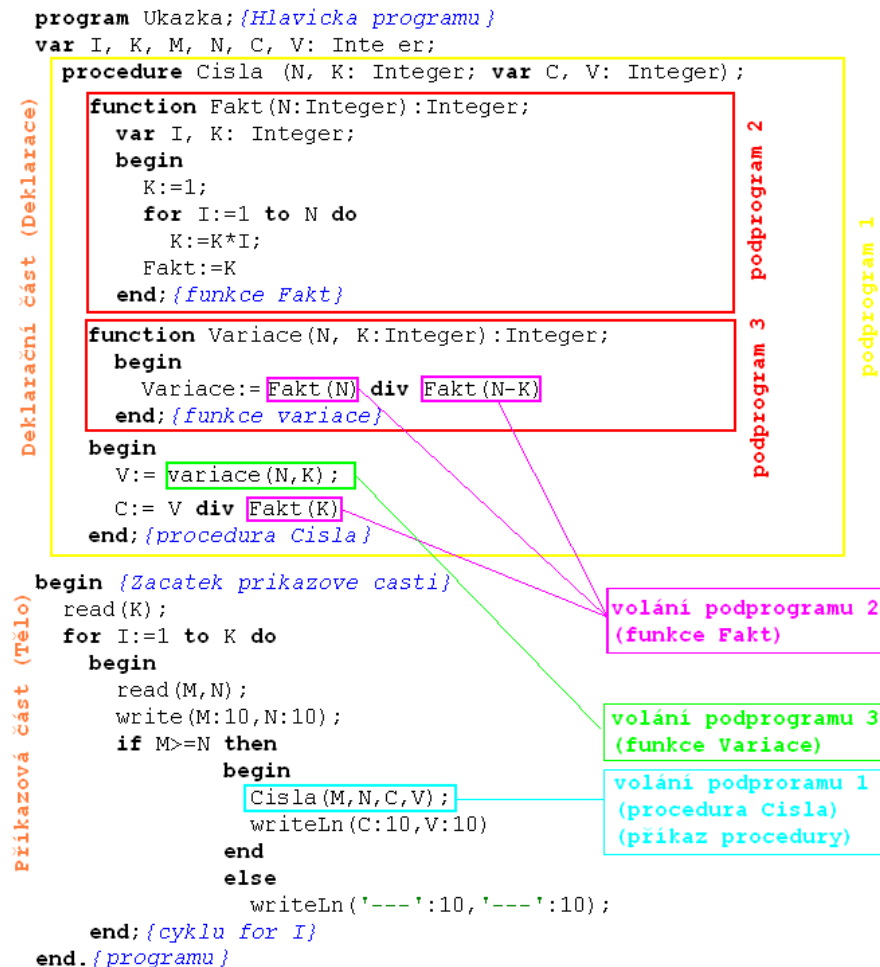 program Ukazka;{Hlavicka programu}
var I, K, M, N, C, V: Inte er;
procedure Cisla (N, K: Integer; var C, V: Integer);
function Fakt(N:Integer):Integer;
var I, K: Integer;
begin
K:=1;
for I:=1 to N do
K:=K*I;
Fakt:=K
end;{funkce Fakt}
function Variace(N, K:Integer):Integer;
begin
Variace:= Fakt(N) div Fakt(N-K)
end;{funkce variace}
begin
V:= variace(N,K);
C:= V div Fakt(K)
end;{procedura Cisla}
begin {Zacatek prikazove casti}
read(K);
for I:=1 to K do
begin
read(M,N);
write(M:10,N:10);
if M>=N then
begin
Cisla(M,N,C,V);
writeLn(C:10,V:10)
end
else
writeLn('---':10,'---':10);
end;{cyklu for I}
end.{programu}
Deklarační část (Deklarace)
Příkazová část (Tělo)
podprogram 2
podprogram 3
podprogram 1
volání podprogramu 2
(funkce Fakt)
volání podprogramu 3
(funkce Variace)
volání podproramu 1
(procedura Cisla)
(příkaz procedury)